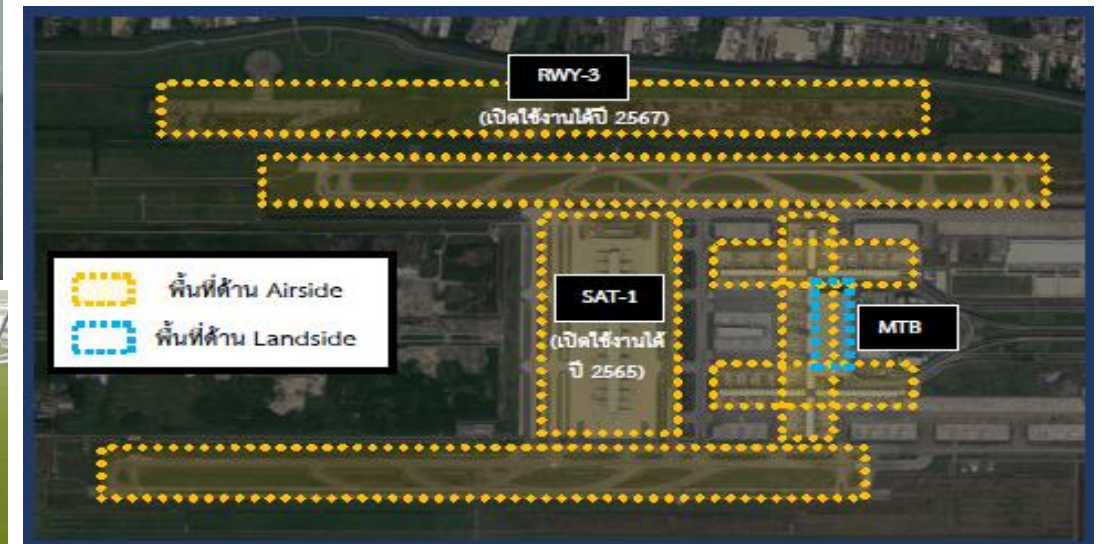 RWY-3
(เปิดใช้งานได้ปี 2567)
พื้นที่ด้าน Airside
พื้นที่ด้าน Landside
SAT-1
(เปิดใช้งานได้
ปี 2565)
MTB